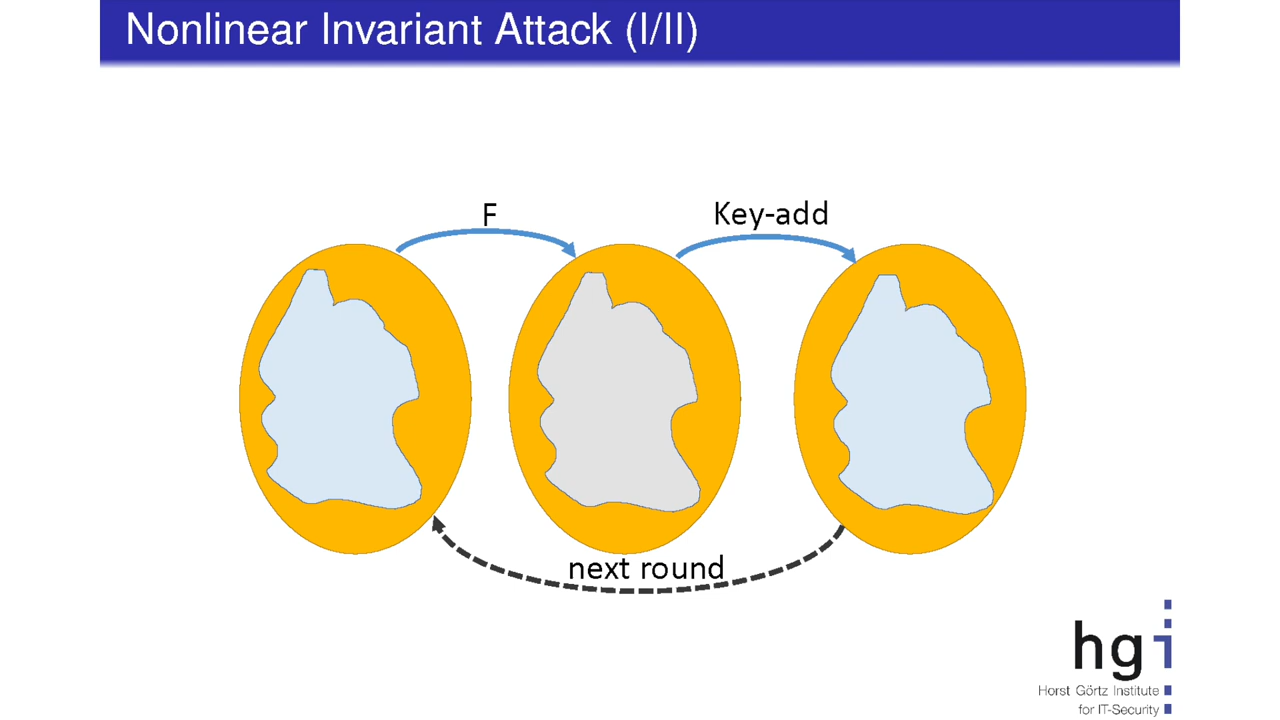 Nonlinear Invariant Attack (I/II)
F
Key-add
next round
hgi
Horst Görtz Institute
for IT-Security